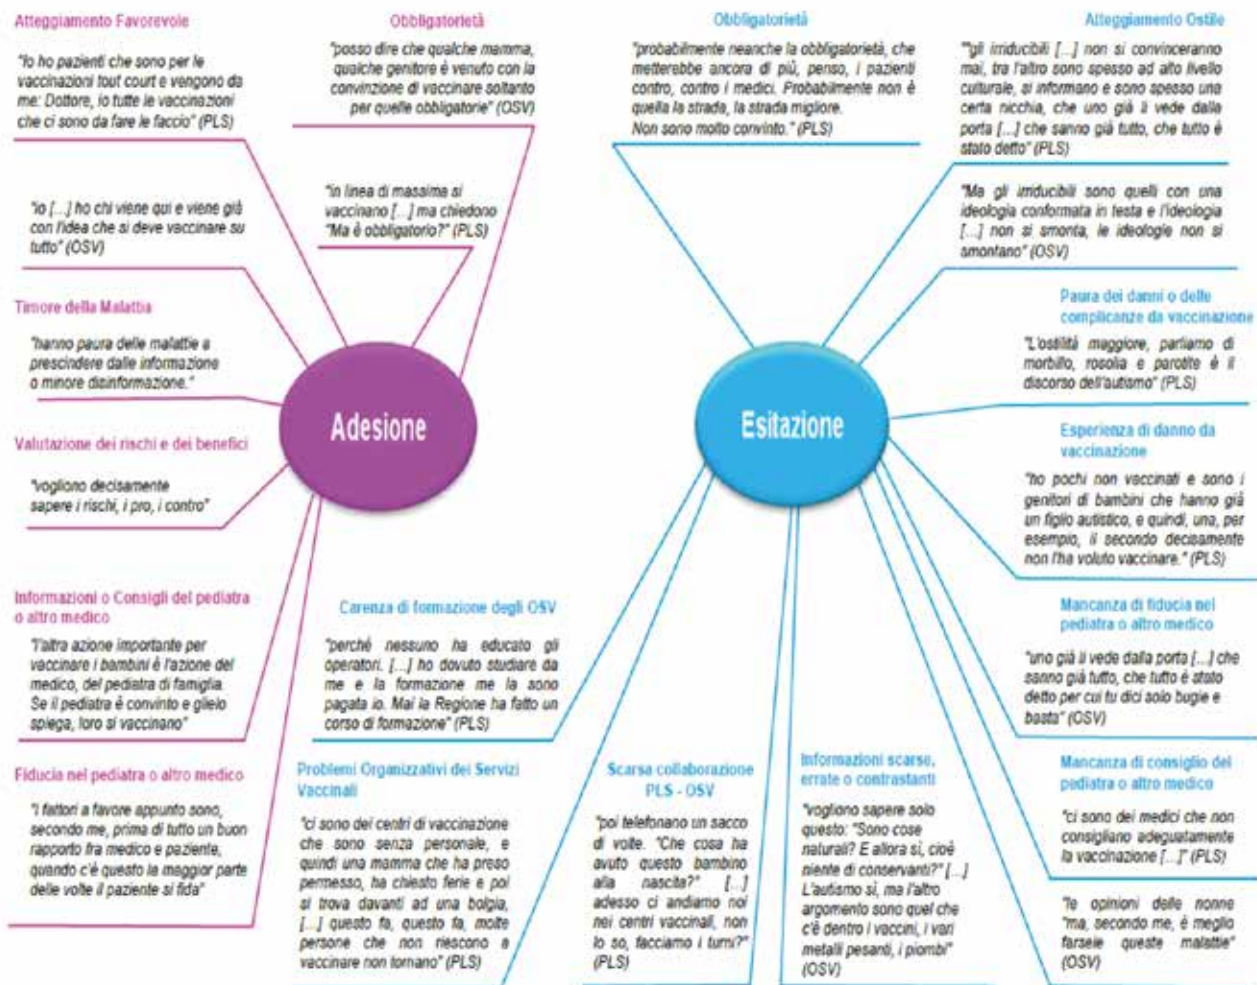 Atteggiamento Favorevole
"Io ho pazienti che sono per le
vaccinazioni tout court e vengono da
me: Dottore, io tutte le vaccinazioni
che ci sono da fare le faccio" (PLS)
"io [...] ho chi viene qui e viene già
con l'idea che si deve vaccinare su
tutto" (OSV)
Timore della Malattia
"hanno paura delle malattie a
prescindere dalle informazione
o minore disinformazione."
Valutazione dei rischi e dei benefici
"vogliono decisamente
sapere i rischi, i pro, i contro"
Informazioni o Consigli del pediatra
o altro medico
"l'altra azione importante per
vaccinare i bambini è l'azione del
medico, del pediatra di famiglia.
Se il pediatra è convinto e glielo
spiega, loro si vaccinano"
Fiducia nel pediatra o altro medico
"i fattori a favore appunto sono,
secondo me, prima di tutto un buon
rapporto fra medico e paziente,
quando c'è questo la maggior parte
delle volte il paziente si fida"
Obbligatorietà
"posso dire che qualche mamma,
qualche genitore è venuto con la
convinzione di vaccinare soltanto
per quelle obbligatorie" (OSV)
"in linea di massima si
vaccinano [...] ma chiedono
"Ma è obbligatorio?" (PLS)
Adesione
Obbligatorietà
"probabilmente neanche la obbligatorietà, che
metterebbe ancora di più, penso, i pazienti
contro, contro i medici. Probabilmente non è
quella la strada, la strada migliore.
Non sono molto convinto." (PLS)
Esitazione
Carenza di formazione degli OSV
"perché nessuno ha educato gli
operatori. [...] ho dovuto studiare da
me e la formazione me la sono
pagata io. Mai la Regione ha fatto un
corso di formazione" (PLS)
Problemi Organizzativi dei Servizi
Vaccinali
"ci sono dei centri di vaccinazione
che sono senza personale, e
quindi una mamma che ha preso
permesso, ha chiesto ferie e poi
si trova davanti ad una bolgia,
[...] questo fa, questo fa, molte
persone che non riescono a
vaccinare non tornano" (PLS)
Scarsa collaborazione
PLS - OSV
"poi telefonano un sacco
di volte. "Che cosa ha
avuto questo bambino
alla nascita?" [...]
adesso ci andiamo noi
nei centri vaccinali, non
lo so, facciamo i turni?"
(PLS)
Informazioni scarse,
errate o contrastanti
"vogliono sapere solo
questo: "Sono cose
naturali? E allora sì, cioè
niente di conservanti?" [...]
L'autismo sì, ma l'altro
argomento sono quel che
c'è dentro i vaccini, i vari
metalli pesanti, i piombi"
(OSV)
Atteggiamento Ostile
""gli irriducibili [...] non si convinceranno
mai, tra l'altro sono spesso ad alto livello
culturale, si informano e sono spesso una
certa nicchia, che uno già li vede dalla
porta [...] che sanno già tutto, che tutto è
stato detto" (PLS)
"Ma gli irriducibili sono quelli con una
ideologia conformata in testa e l'ideologia
[...] non si smonta, le ideologie non si
smontano" (OSV)
Paura dei danni o delle
complicanze da vaccinazione
"L'ostilità maggiore, parliamo di
morbillo, rosolia e parotite è il
discorso dell'autismo" (PLS)
Esperienza di danno da
vaccinazione
"ho pochi non vaccinati e sono i
genitori di bambini che hanno già
un figlio autistico, e quindi, una, per
esempio, il secondo decisamente
non l'ha voluto vaccinare." (PLS)
Mancanza di fiducia nel
pediatra o altro medico
"uno già li vede dalla porta [...] che
sanno già tutto, che tutto è stato
detto per cui tu dici solo bugie e
basta" (OSV)
Mancanza di consiglio del
pediatra o altro medico
"ci sono dei medici che non
consigliano adeguatamente
la vaccinazione [...]" (PLS)
"le opinioni delle nonne
"ma, secondo me, è meglio
farsele queste malattie"
(OSV)